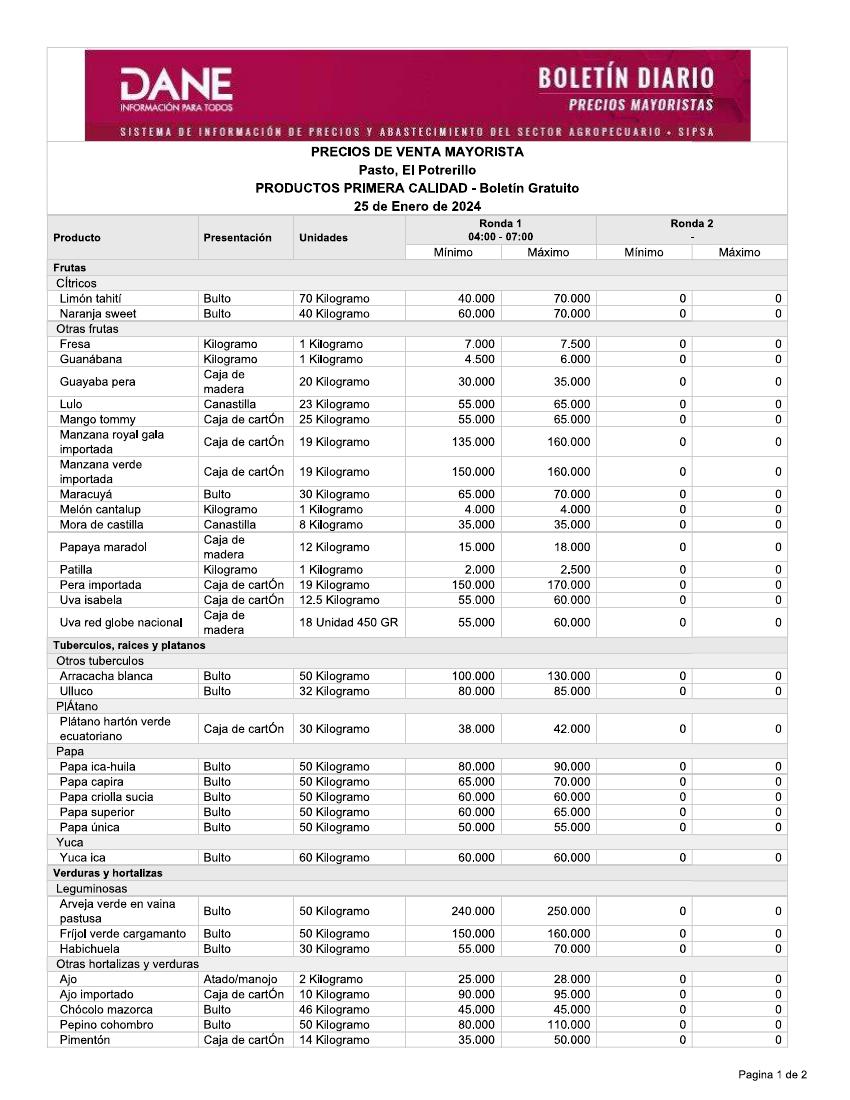 DANE
INFORMACIÓN PARA TODOS
BOLETÍN DIARIO
PRECIOS MAYORISTAS
SISTEMA DE INFORMACIÓN DE PRECIOS Y ABASTECIMIENTO DEL SECTOR AGROPECUARIO • SIPSA
PRECIOS DE VENTA MAYORISTA
Pasto, El Potrerillo
PRODUCTOS PRIMERA CALIDAD - Boletín Gratuito
25 de Enero de 2024
Producto Presentación Unidades Ronda 1 Ronda 2
04:00 - 07:00 -
Mínimo Máximo Mínimo Máximo
Frutas
CÍtricos
Limón tahití Bulto 70 Kilogramo 40.000 70.000 0 0
Naranja sweet Bulto 40 Kilogramo 60.000 70.000 0 0
Otras frutas
Fresa Kilogramo 1 Kilogramo 7.000 7.500 0 0
Guanábana Kilogramo 1 Kilogramo 4.500 6.000 0 0
Guayaba pera Caja de madera 20 Kilogramo 30.000 35.000 0 0
Lulo Canastilla 23 Kilogramo 55.000 65.000 0 0
Mango tommy Caja de cartÓn 25 Kilogramo 55.000 65.000 0 0
Manzana royal gala importada Caja de cartÓn 19 Kilogramo 135.000 160.000 0 0
Manzana verde importada Caja de cartÓn 19 Kilogramo 150.000 160.000 0 0
Maracuyá Bulto 30 Kilogramo 65.000 70.000 0 0
Melón cantalup Kilogramo 1 Kilogramo 4.000 4.000 0 0
Mora de castilla Canastilla 8 Kilogramo 35.000 35.000 0 0
Papaya maradol Caja de madera 12 Kilogramo 15.000 18.000 0 0
Patilla Kilogramo 1 Kilogramo 2.000 2.500 0 0
Pera importada Caja de cartÓn 19 Kilogramo 150.000 170.000 0 0
Uva isabela Caja de cartÓn 12.5 Kilogramo 55.000 60.000 0 0
Uva red globe nacional Caja de madera 18 Unidad 450 GR 55.000 60.000 0 0
Tuberculos, raices y platanos
Otros tuberculos
Arracacha blanca Bulto 50 Kilogramo 100.000 130.000 0 0
Ulluco Bulto 32 Kilogramo 80.000 85.000 0 0
PlÁtano
Plátano hartón verde ecuatoriano Caja de cartÓn 30 Kilogramo 38.000 42.000 0 0
Papa
Papa ica-huila Bulto 50 Kilogramo 80.000 90.000 0 0
Papa capira Bulto 50 Kilogramo 65.000 70.000 0 0
Papa criolla sucia Bulto 50 Kilogramo 60.000 60.000 0 0
Papa superior Bulto 50 Kilogramo 60.000 65.000 0 0
Papa única Bulto 50 Kilogramo 50.000 55.000 0 0
Yuca
Yuca ica Bulto 60 Kilogramo 60.000 60.000 0 0
Verduras y hortalizas
Leguminosas
Arveja verde en vaina pastusa Bulto 50 Kilogramo 240.000 250.000 0 0
Fríjol verde cargamanto Bulto 50 Kilogramo 150.000 160.000 0 0
Habichuela Bulto 30 Kilogramo 55.000 70.000 0 0
Otras hortalizas y verduras
Ajo Atado/manojo 2 Kilogramo 25.000 28.000 0 0
Ajo importado Caja de cartÓn 10 Kilogramo 90.000 95.000 0 0
Chócolo mazorca Bulto 46 Kilogramo 45.000 45.000 0 0
Pepino cohombro Bulto 50 Kilogramo 80.000 110.000 0 0
Pimentón Caja de cartÓn 14 Kilogramo 35.000 50.000 0 0
Pagina 1 de 2